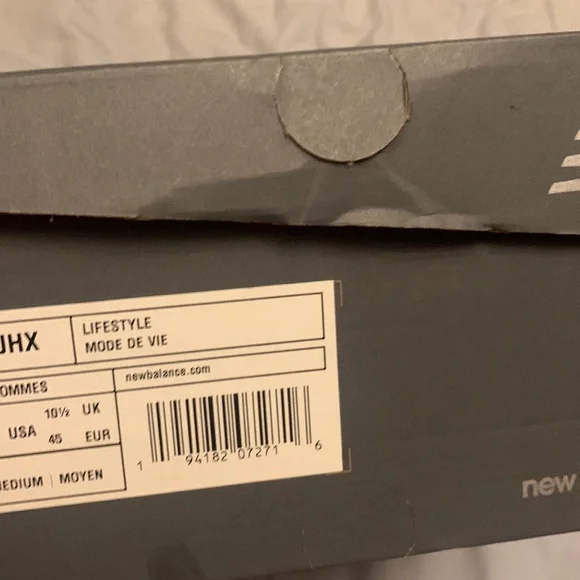 JHX
LIFESTYLE
MODE DE VIE
OMMES
newbalance.com
10½ UK
USA 45 EUR
EDIUM | MOYEN
1 94182 07271 6
new